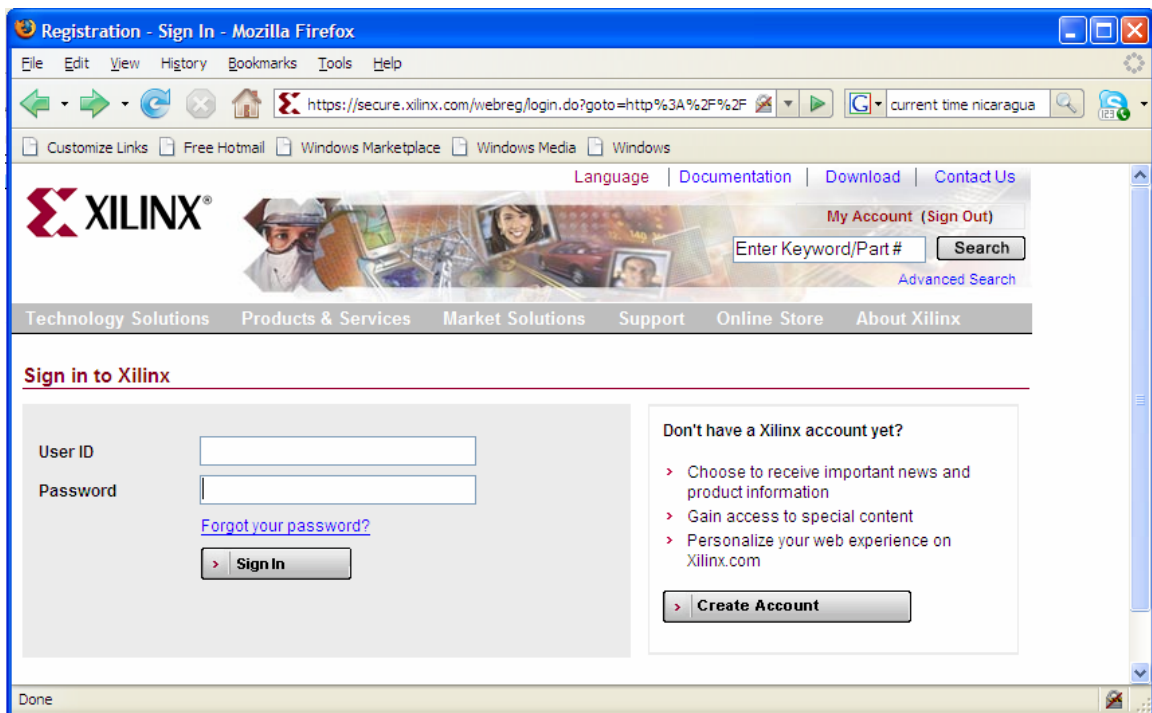 Registration - Sign In - Mozilla Firefox
File Edit View History Bookmarks Tools Help
https://secure.xilinx.com/webreg/login.do?goto=http%3A%2F%2F G current time nicaragua
Customize Links Free Hotmail Windows Marketplace Windows Media Windows
Language | Documentation | Download | Contact Us
XILINX®
My Account (Sign Out)
Enter Keyword/Part # Search
Advanced Search
Technology Solutions Products & Services Market Solutions Support Online Store About Xilinx
Sign in to Xilinx
User ID
Password
Forgot your password?
> Sign In
Don't have a Xilinx account yet?
> Choose to receive important news and
product information
> Gain access to special content
> Personalize your web experience on
Xilinx.com
> Create Account
Done